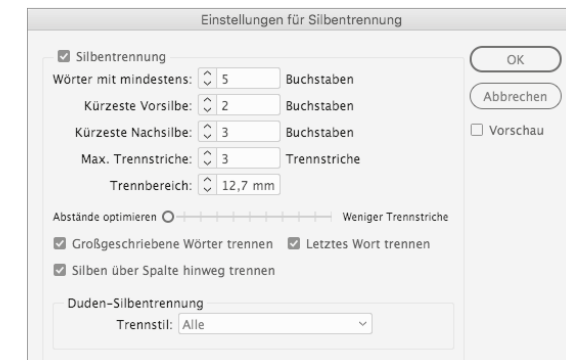 Einstellungen für Silbentrennung
Silbentrennung
Wörter mit mindestens: 5 Buchstaben
Kürzeste Vorsilbe: 2 Buchstaben
Kürzeste Nachsilbe: 3 Buchstaben
Max. Trennstriche: 3 Trennstriche
Trennbereich: 12,7 mm
Abstände optimieren Weniger Trennstriche
Großgeschriebene Wörter trennen Letztes Wort trennen
Silben über Spalte hinweg trennen
Duden-Silbentrennung
Trennstil: Alle
OK
Abbrechen
Vorschau